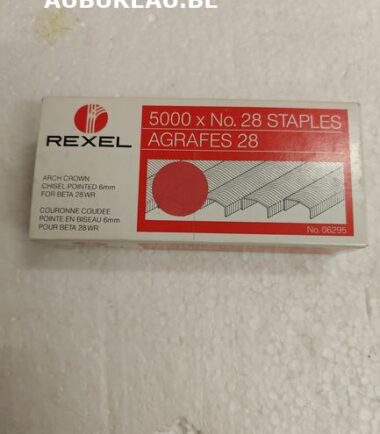 AUBUREAU.BE
REXEL
ARCH CROWN
CHISEL POINTED 6mm
FOR BETA 28WR
COURONNE COUDEE
POINTE EN BISEAU 6mm
POUR BETA 28WR
5000 x No. 28 STAPLES
AGRAFES 28
No. 06295